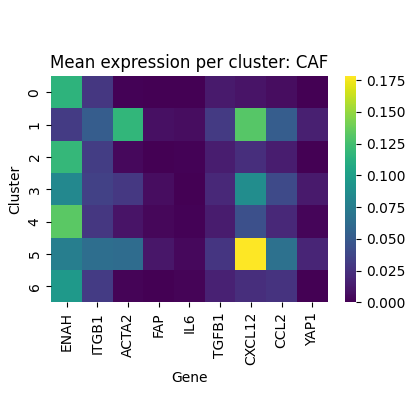 Mean expression per cluster: CAF
Cluster
0
1
2
3
4
5
6
ENAH
ITGB1
ACTA2
FAP
IL6
TGFB1
CXCL12
CCL2
YAP1
Gene
0.175
0.150
0.125
0.100
0.075
0.050
0.025
0.000